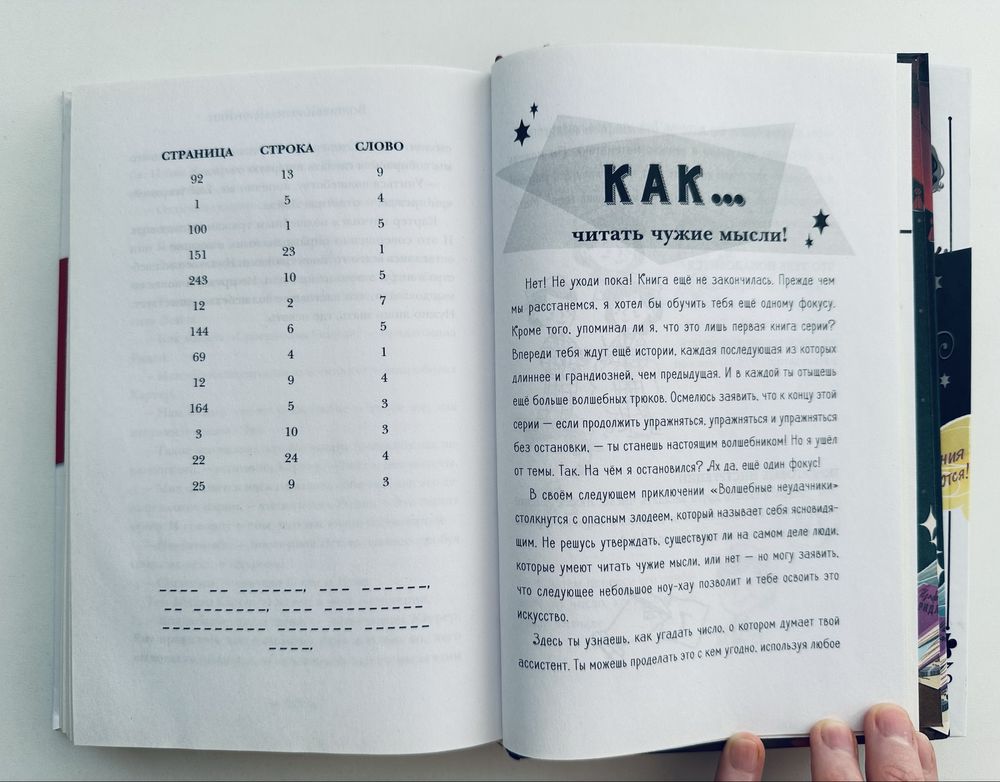 СТРАНИЦА СТРОКА СЛОВО
92 13 9
1 5 4
100 1 5
151 23 1
243 10 5
12 2 7
144 6 5
69 4 1
12 9 4
164 5 3
3 10 3
22 24 4
25 9 3
КАК...
читать чужие мысли!
Нет! Не уходи пока! Книга ещё не закончилась. Прежде чем
мы расстанемся, я хотел бы обучить тебя ещё одному фокусу.
Кроме того, упоминал ли я, что это лишь первая книга серии?
Впереди тебя ждут ещё истории, каждая последующая из которых
длиннее и грандиозней, чем предыдущая. И в каждой ты отыщешь
ещё больше волшебных трюков. Осмелюсь заявить, что к концу этой
серии — если продолжить упражняться, упражняться и упражняться
без остановки, — ты станешь настоящим волшебником! Но я ушёл
от темы. Так. На чём я остановился? Ах да, ещё один фокус!
В своём следующем приключении «Волшебные неудачники»
столкнутся с опасным злодеем, который называет себя ясновидя-
щим. Не решусь утверждать, существуют ли на самом деле люди,
которые умеют читать чужие мысли, или нет — но могу заявить,
что следующее небольшое ноу-хау позволит и тебе освоить это
искусство.
Здесь ты узнаешь, как угадать число, о котором думает твой
ассистент. Ты можешь проделать это с кем угодно, используя любое